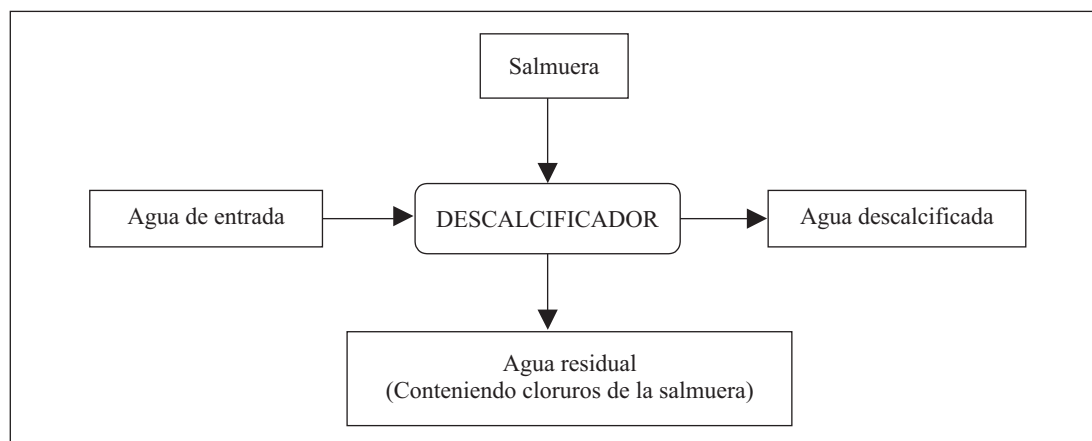 Salmuera
Agua de entrada
DESCALCIFICADOR
Agua descalcificada
Agua residual
(Conteniendo cloruros de la salmuera)